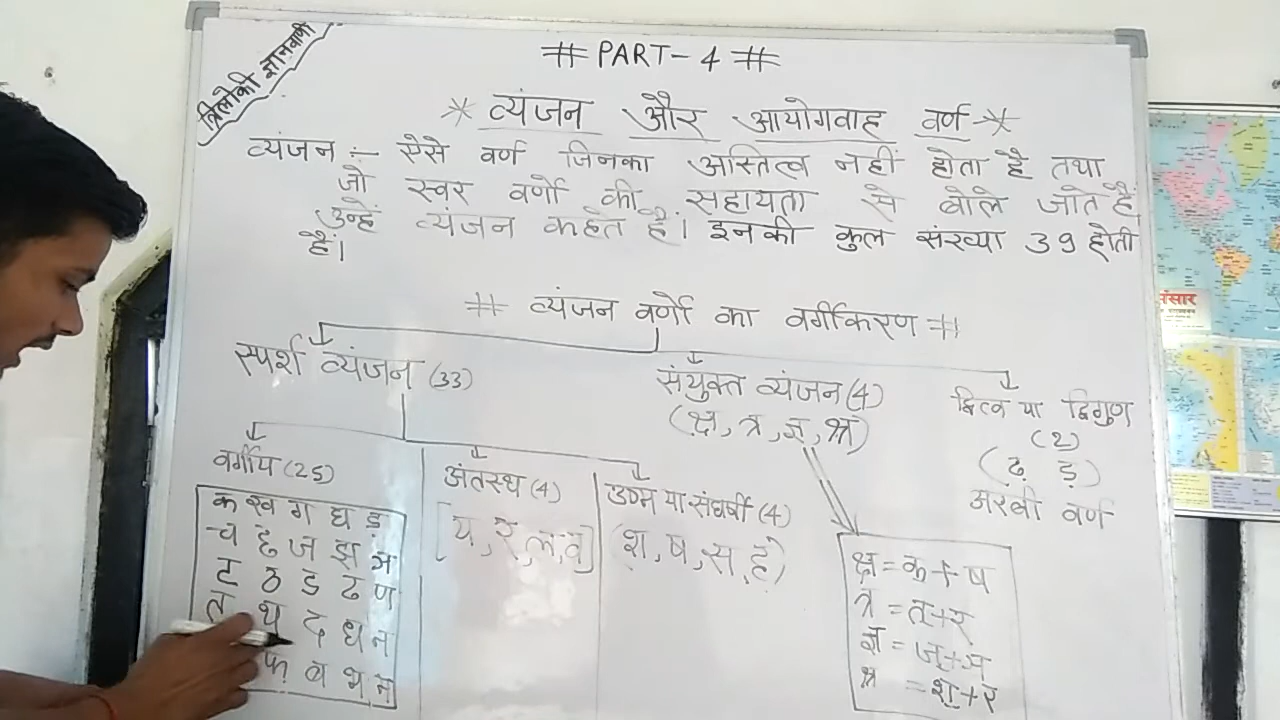 त्रिलोकी ज्ञानवाणी
# PART-4 #
* व्यंजन और आयोगवाह वर्ण *
व्यंजन :- ऐसे वर्ण जिनका अस्तित्व नहीं होता है तथा
जो स्वर वर्णो की सहायता से बोले जाते हैं
उन्हें व्यंजन कहते है। इनकी कुल संख्या 39 होती
है।
# व्यंजन वर्णो का वर्गीकरण #
स्पर्श व्यंजन (33)
संयुक्त व्यंजन (4)
(क्ष, त्र, ज्ञ, श्र)
द्वित्व या द्विगुण
(2)
(ढ़ ड़)
अरबी वर्ण
वर्गीय (25)
क ख ग घ ड़
च ह ज झ ञ
ट ठ ड ढ ण
त थ द ध न
फ ब भ न
अंतस्थ (4)
[य, र, ल, व]
उष्म या संघर्षी (4)
(श, ष, स, ह)
क्ष = क + ष
त्र = त् + र
ज्ञ = ज् + ञ
श्र = श् + र
संसार